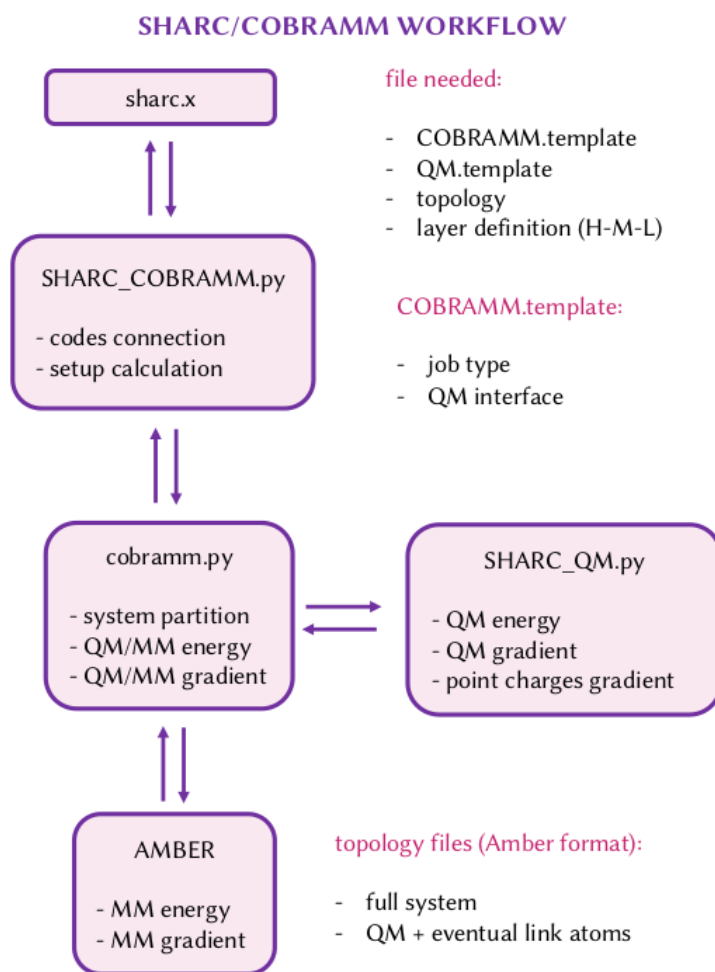 SHARC/COBRAMM WORKFLOW
sharc.x
file needed:
- COBRAMM.template
- QM.template
- topology
- layer definition (H-M-L)
SHARC_COBRAMM.py
- codes connection
- setup calculation
COBRAMM.template:
- job type
- QM interface
cobramm.py
- system partition
- QM/MM energy
- QM/MM gradient
SHARC_QM.py
- QM energy
- QM gradient
- point charges gradient
AMBER
- MM energy
- MM gradient
topology files (Amber format):
- full system
- QM + eventual link atoms